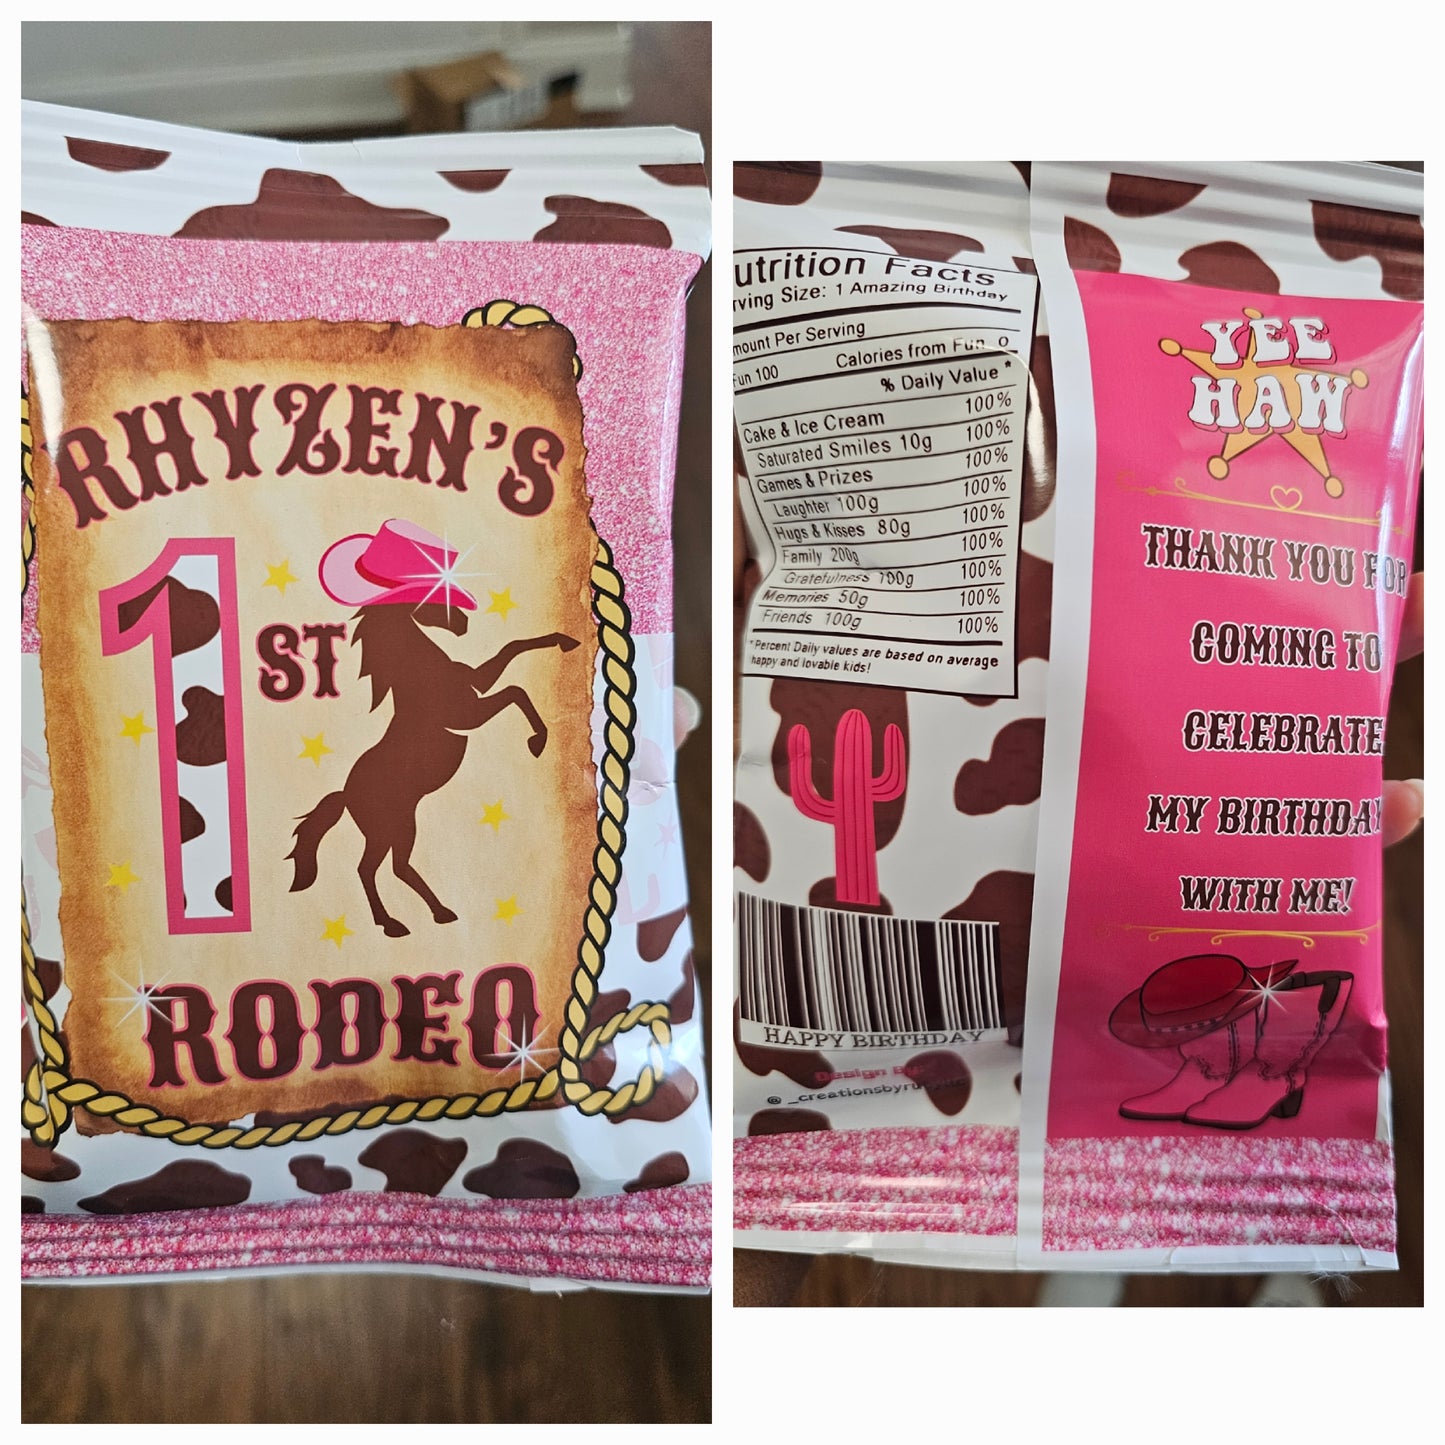 RHYZEN'S
1ST
RODEO
utrition Facts
rving Size: 1 Amazing Birthday
mount Per Serving
Fun 100 Calories from Fun 0
% Daily Value *
Cake & Ice Cream 100%
Saturated Smiles 10g 100%
Games & Prizes 100%
Laughter 100g 100%
Hugs & Kisses 80g 100%
Family 200g 100%
Gratefulness 100g 100%
Memories 50g 100%
Friends 100g 100%
*Percent Daily values are based on average
happy and lovable kids!
HAPPY BIRTHDAY
Design By:
YEE
HAW
THANK YOU FOR
COMING TO
CELEBRATE
MY BIRTHDAY
WITH ME!